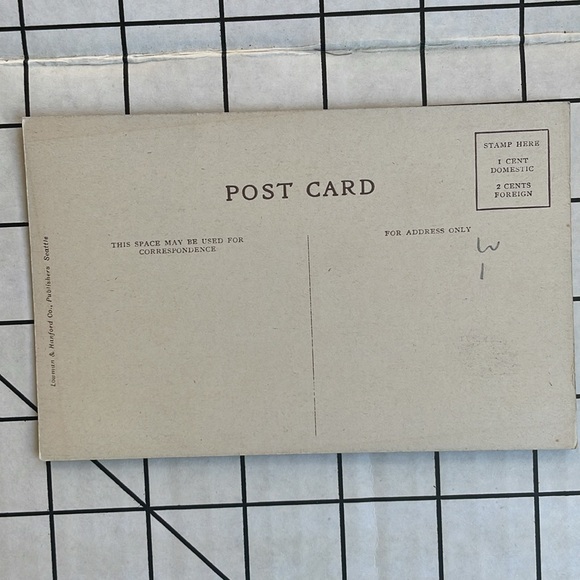 STAMP HERE
1 CENT
DOMESTIC
2 CENTS
FOREIGN
POST CARD
THIS SPACE MAY BE USED FOR
CORRESPONDENCE
FOR ADDRESS ONLY
W
1
Lowman & Hanford Co., Publishers Seattle